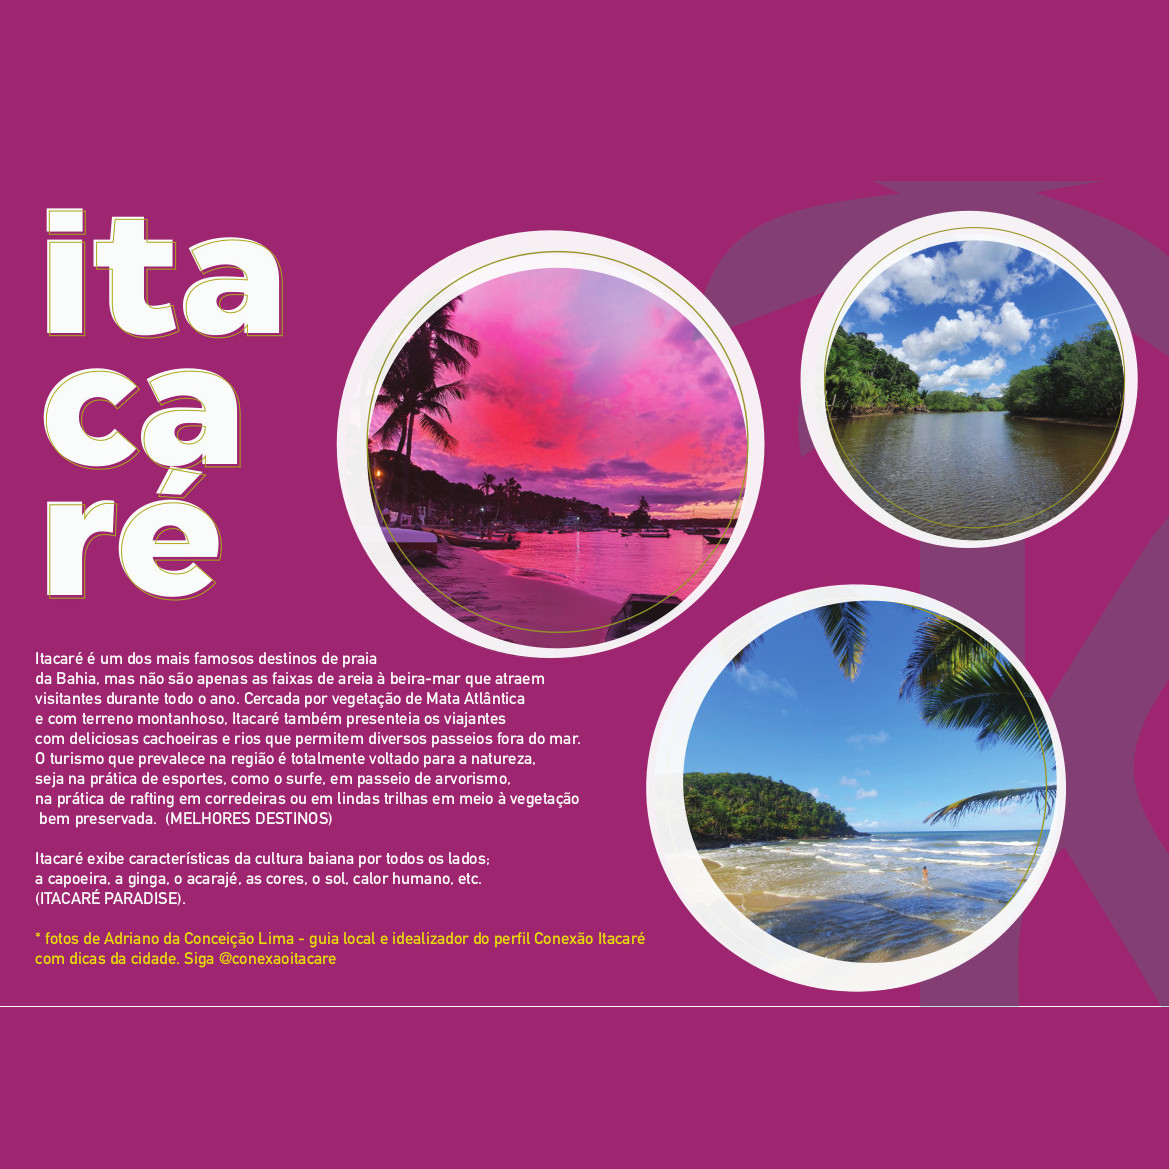 ita
ca
ré
Itacaré é um dos mais famosos destinos de praia
da Bahia, mas não são apenas as faixas de areia à beira-mar que atraem
visitantes durante todo o ano. Cercada por vegetação de Mata Atlântica
e com terreno montanhoso, Itacaré também presenteia os viajantes
com deliciosas cachoeiras e rios que permitem diversos passeios fora do mar.
O turismo que prevalece na região é totalmente voltado para a natureza,
seja na prática de esportes, como o surfe, em passeio de arvorismo,
na prática de rafting em corredeiras ou em lindas trilhas em meio à vegetação
bem preservada. (MELHORES DESTINOS)
Itacaré exibe características da cultura baiana por todos os lados;
a capoeira, a ginga, o acarajé, as cores, o sol, calor humano, etc.
(ITACARÉ PARADISE).
* fotos de Adriano da Conceição Lima - guia local e idealizador do perfil Conexão Itacaré
com dicas da cidade. Siga @conexaoitacare